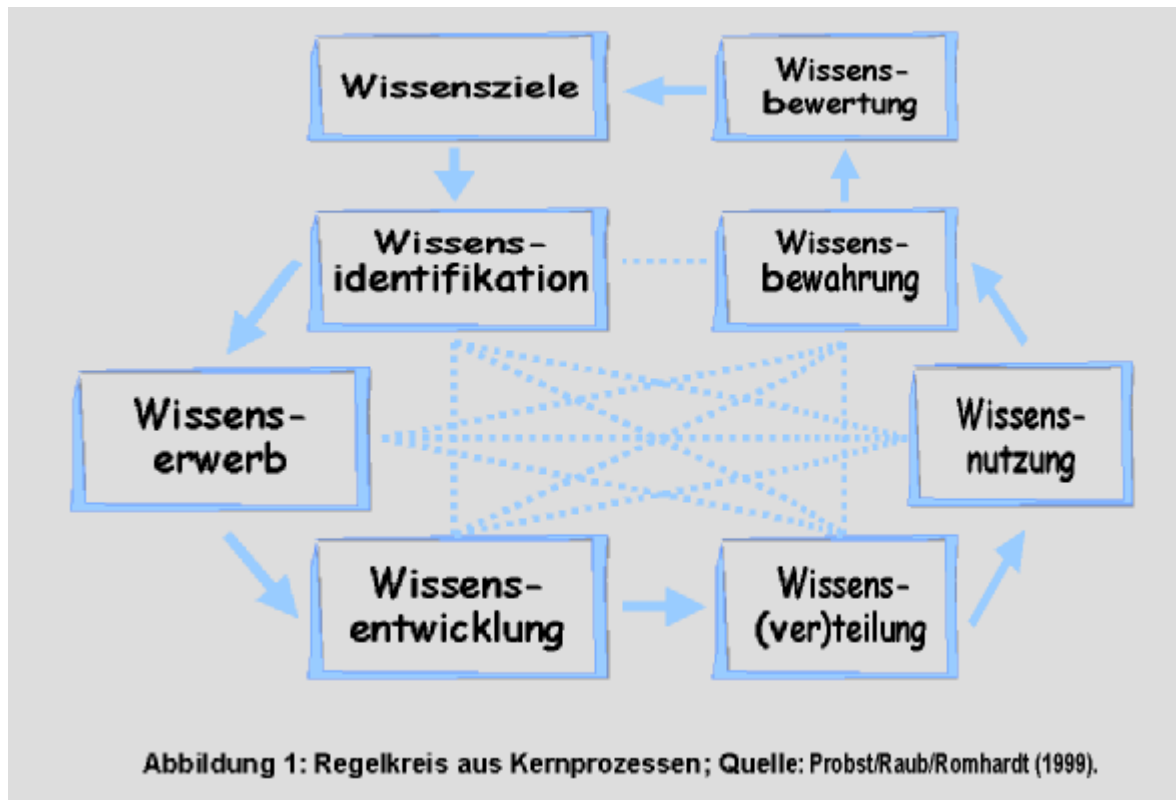 Wissensziele
Wissens-
bewertung
Wissens-
identifikation
Wissens-
bewahrung
Wissens-
erwerb
Wissens-
nutzung
Wissens-
entwicklung
Wissens-
(ver)teilung
Abbildung 1: Regelkreis aus Kernprozessen; Quelle: Probst/Raub/Romhardt (1999).